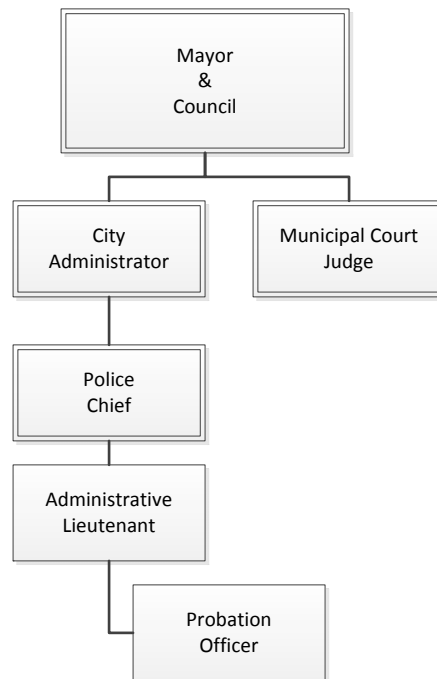 Mayor
&
Council
City
Administrator
Municipal Court
Judge
Police
Chief
Administrative
Lieutenant
Probation
Officer